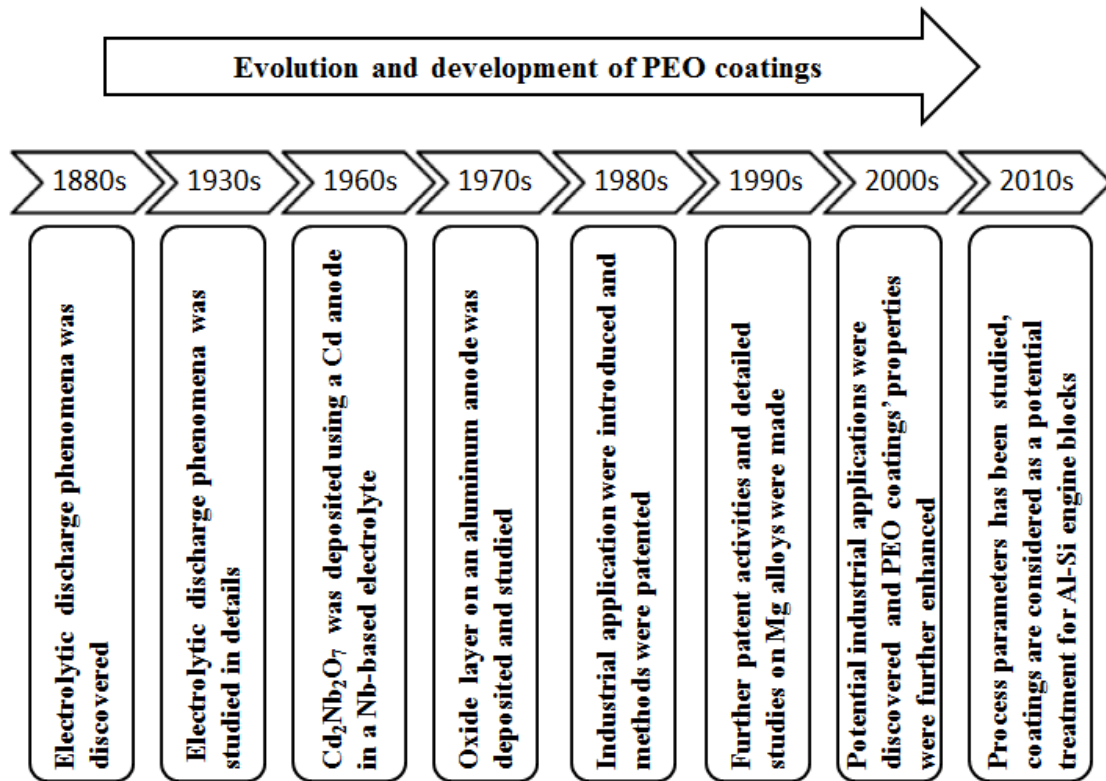 Evolution and development of PEO coatings
1880s
1930s
1960s
1970s
1980s
1990s
2000s
2010s
Electrolytic discharge phenomena was
discovered
Electrolytic discharge phenomena was
studied in details
Cd₂Nb₂O₇ was deposited using a Cd anode
in a Nb-based electrolyte
Oxide layer on an aluminum anode was
deposited and studied
Industrial application were introduced and
methods were patented
Further patent activities and detailed
studies on Mg alloys were made
Potential industrial applications were
discovered and PEO coatings’ properties
were further enhanced
Process parameters has been studied,
coatings are considered as a potential
treatment for Al-Si engine blocks